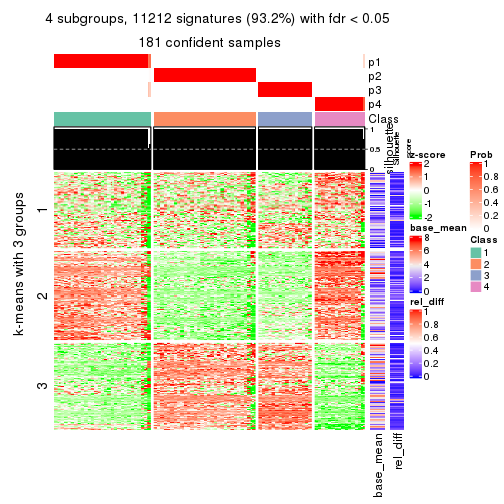 4 subgroups, 11212 signatures (93.2%) with fdr < 0.05
181 confident samples
p1
p2
p3
p4
Class
1
0.5
0
silhouette
Silhouette
score
k-means with 3 groups
1
2
3
base_mean
rel_diff
z-score
2
1
0
-1
-2
base_mean
8
6
4
2
0
rel_diff
1
0.8
0.6
0.4
0.2
0
Prob
1
0.8
0.6
0.4
0.2
0
Class
1
2
3
4